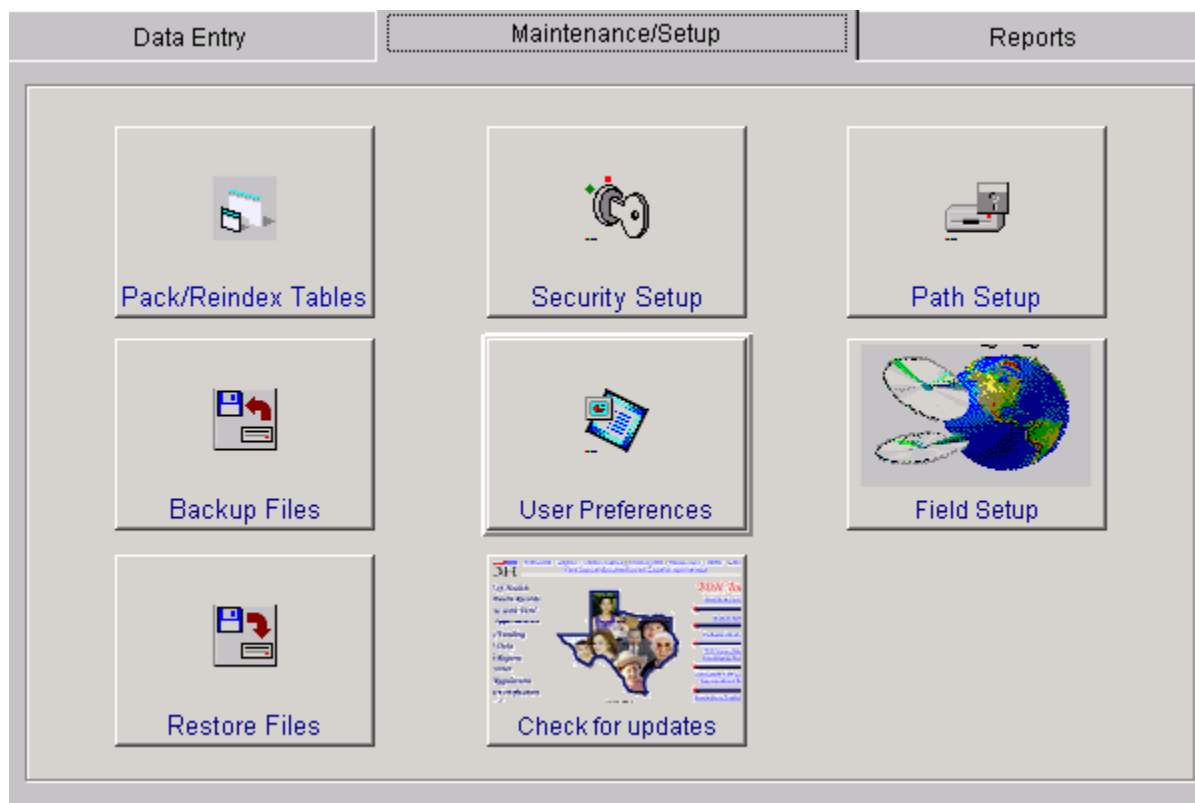 Data Entry
Maintenance/Setup
Reports
Pack/Reindex Tables
Security Setup
Path Setup
Backup Files
User Preferences
Field Setup
Restore Files
Check for updates